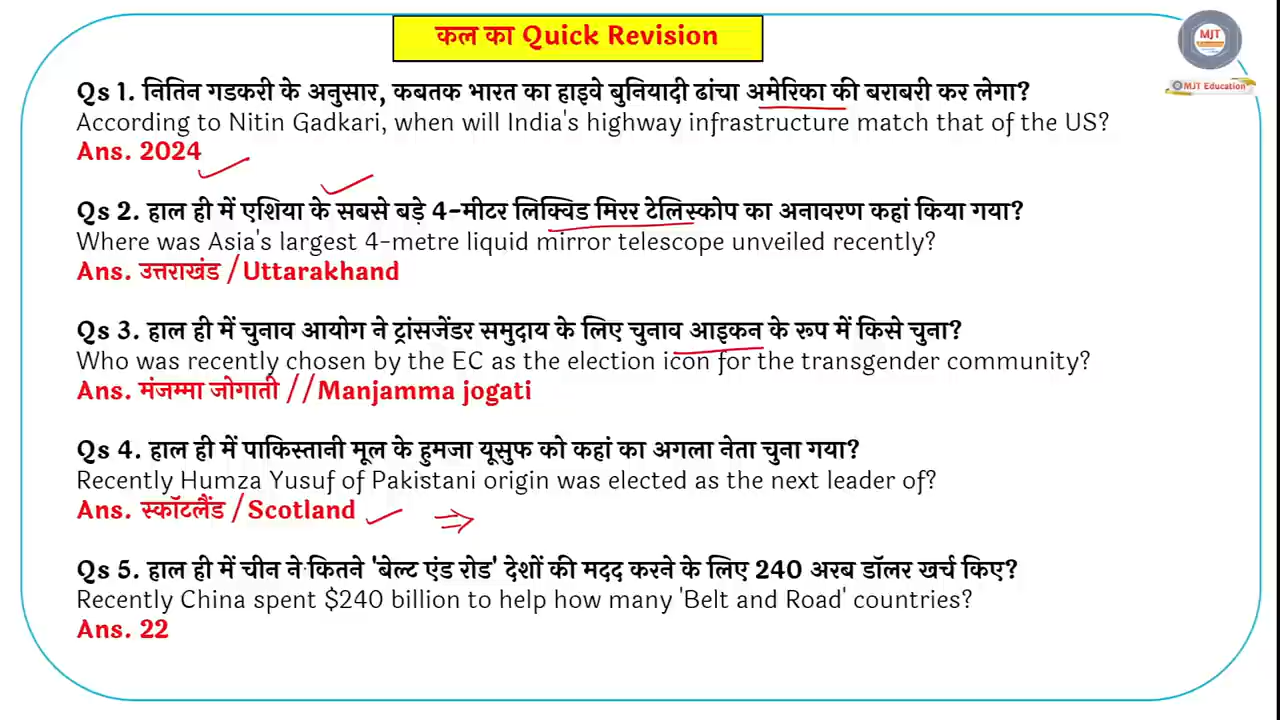 कल का Quick Revision
MJT
Education
MJT Education
Qs 1. नितिन गडकरी के अनुसार, कबतक भारत का हाइवे बुनियादी ढांचा अमेरिका की बराबरी कर लेगा?
According to Nitin Gadkari, when will India's highway infrastructure match that of the US?
Ans. 2024
Qs 2. हाल ही में एशिया के सबसे बड़े 4-मीटर लिक्विड मिरर टेलिस्कोप का अनावरण कहां किया गया?
Where was Asia's largest 4-metre liquid mirror telescope unveiled recently?
Ans. उत्तराखंड /Uttarakhand
Qs 3. हाल ही में चुनाव आयोग ने ट्रांसजेंडर समुदाय के लिए चुनाव आइकन के रूप में किसे चुना?
Who was recently chosen by the EC as the election icon for the transgender community?
Ans. मंजम्मा जोगाती //Manjamma jogati
Qs 4. हाल ही में पाकिस्तानी मूल के हुमजा यूसुफ को कहां का अगला नेता चुना गया?
Recently Humza Yusuf of Pakistani origin was elected as the next leader of?
Ans. स्कॉटलैंड /Scotland
Qs 5. हाल ही में चीन ने कितने 'बेल्ट एंड रोड' देशों की मदद करने के लिए 240 अरब डॉलर खर्च किए?
Recently China spent $240 billion to help how many 'Belt and Road' countries?
Ans. 22